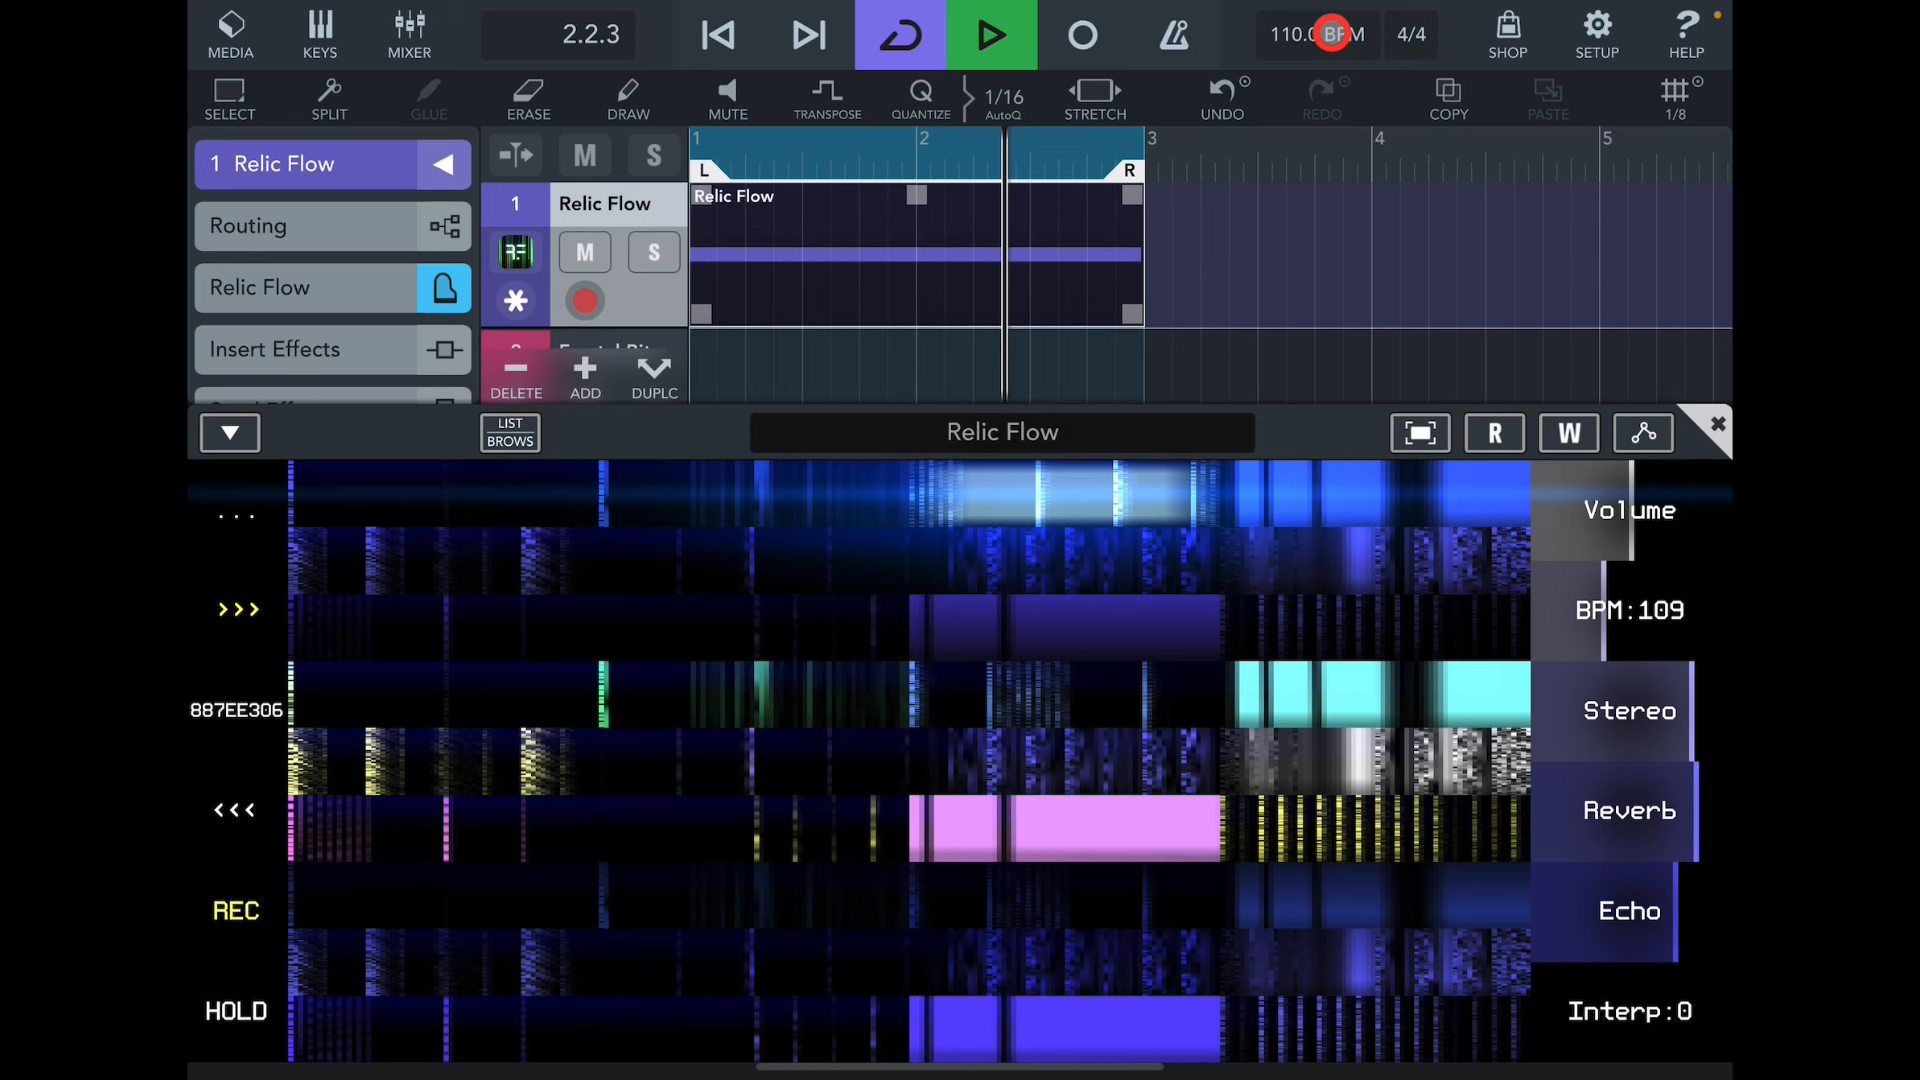 MEDIA
KEYS
MIXER
2.2.3
110.0 BPM
4/4
SHOP
SETUP
HELP
SELECT
SPLIT
GLUE
ERASE
DRAW
MUTE
TRANSPOSE
QUANTIZE
1/16
AutoQ
STRETCH
UNDO
REDO
COPY
PASTE
1/8
1 Relic Flow
M
S
1
2
3
4
5
L
R
Routing
1
Relic Flow
Relic Flow
RF
M
S
Relic Flow
Insert Effects
DELETE
ADD
DUPLC
LIST
BROWS
Relic Flow
R
W
...
Volume
>>>
BPM:109
887EE306
Stereo
<<<
Reverb
REC
Echo
HOLD
Interp:0